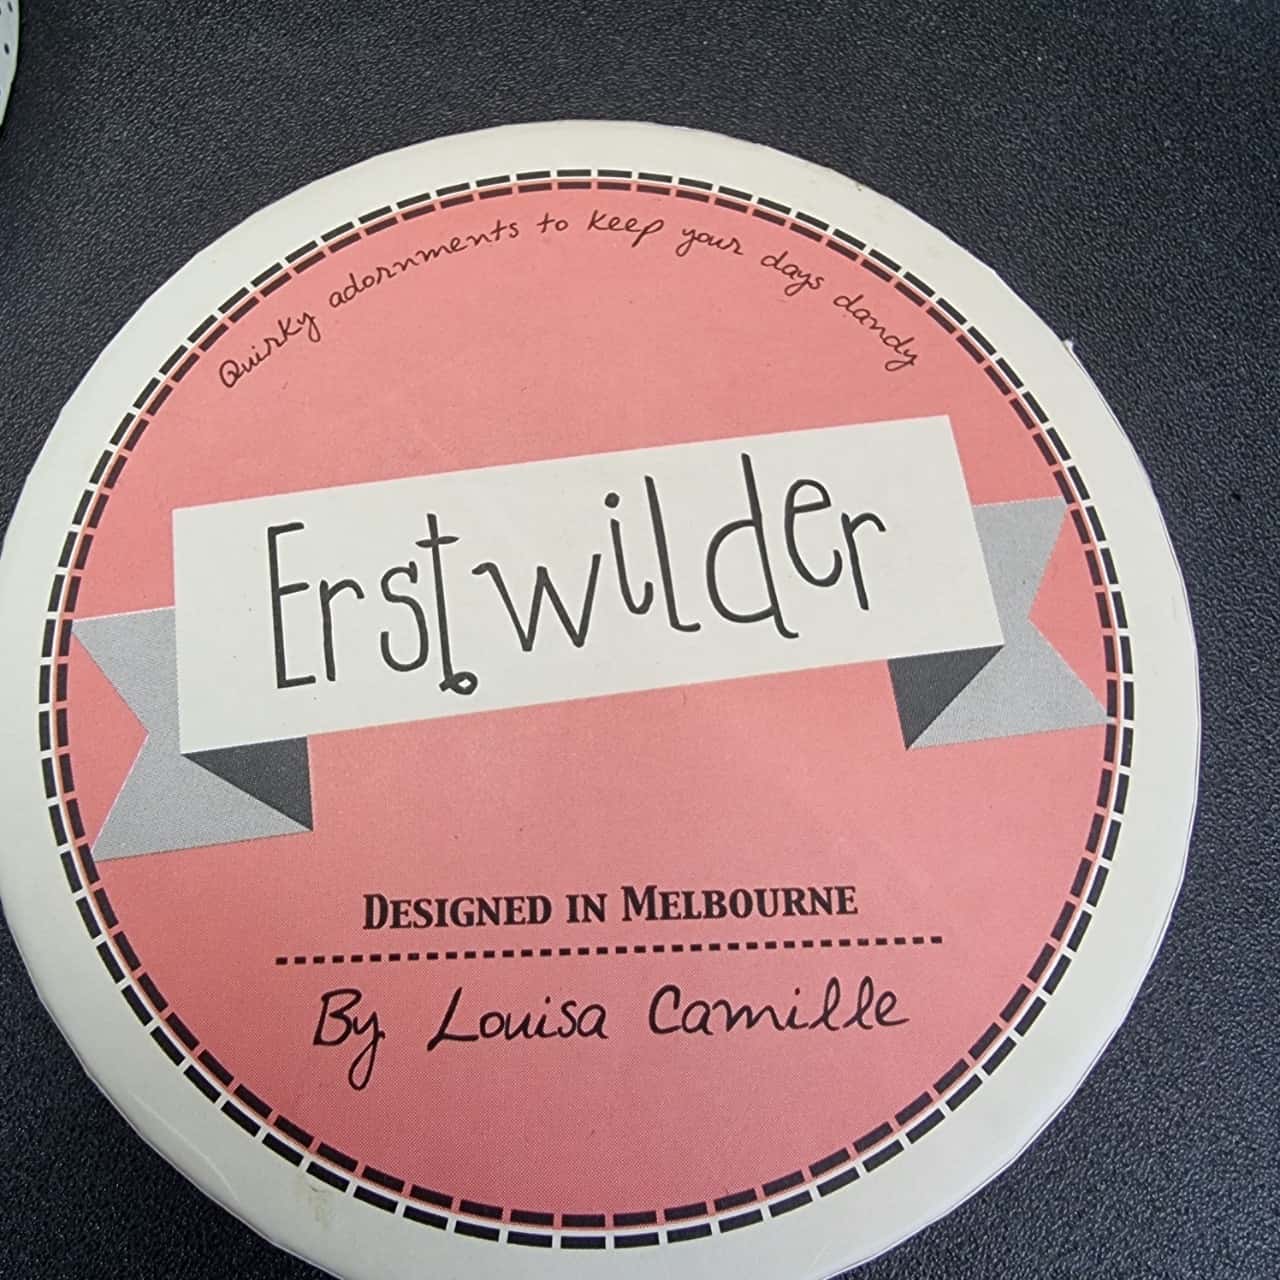 Quirky adornments to keep your days dandy
Erstwilder
DESIGNED IN MELBOURNE
By Louisa Camille